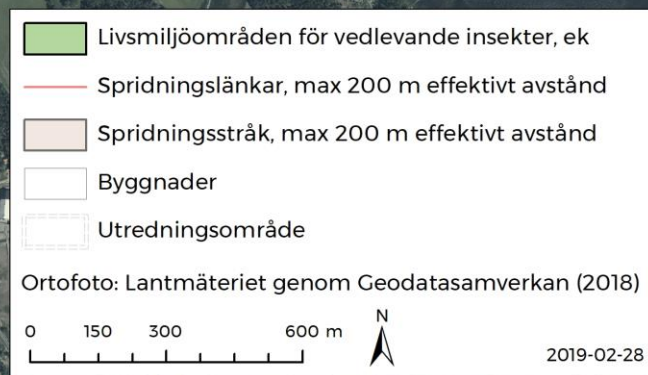 Livsmiljöområden för vedlevande insekter, ek
Spridningslänkar, max 200 m effektivt avstånd
Spridningsstråk, max 200 m effektivt avstånd
Byggnader
Utredningsområde
Ortofoto: Lantmäteriet genom Geodatasamverkan (2018)
0 150 300 600 m
N
2019-02-28